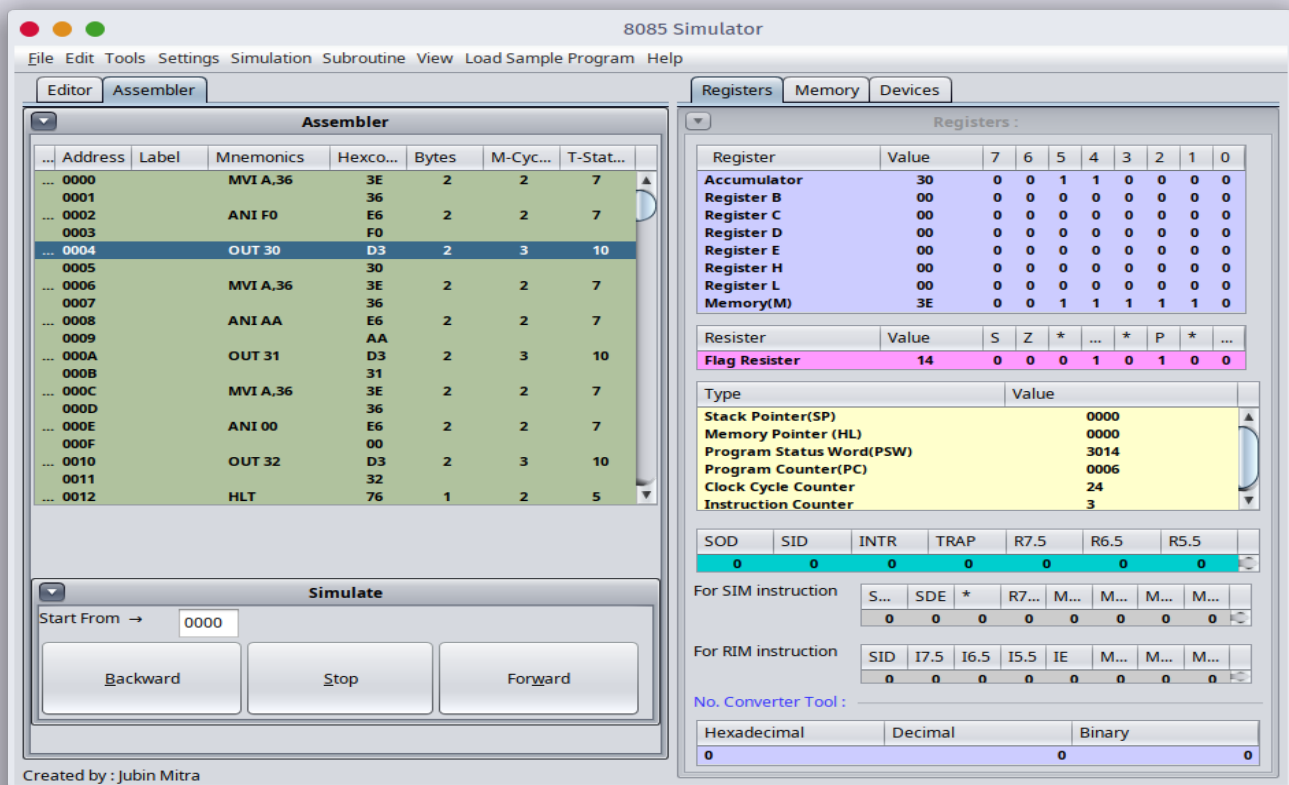 8085 Simulator
File Edit Tools Settings Simulation Subroutine View Load Sample Program Help
Editor Assembler
Assembler
... Address Label Mnemonics Hexco... Bytes M-Cyc... T-Stat...
... 0000 MVI A,36 3E 2 2 7
0001 36
... 0002 ANI F0 E6 2 2 7
0003 F0
... 0004 OUT 30 D3 2 3 10
0005 30
... 0006 MVI A,36 3E 2 2 7
0007 36
... 0008 ANI AA E6 2 2 7
0009 AA
... 000A OUT 31 D3 2 3 10
000B 31
... 000C MVI A,36 3E 2 2 7
000D 36
... 000E ANI 00 E6 2 2 7
000F 00
... 0010 OUT 32 D3 2 3 10
0011 32
... 0012 HLT 76 1 2 5
Simulate
Start From → 0000
Backward Stop Forward
Created by : Jubin Mitra
Registers Memory Devices
Registers :
Register Value 7 6 5 4 3 2 1 0
Accumulator 30 0 0 1 1 0 0 0 0
Register B 00 0 0 0 0 0 0 0 0
Register C 00 0 0 0 0 0 0 0 0
Register D 00 0 0 0 0 0 0 0 0
Register E 00 0 0 0 0 0 0 0 0
Register H 00 0 0 0 0 0 0 0 0
Register L 00 0 0 0 0 0 0 0 0
Memory(M) 3E 0 0 1 1 1 1 1 0
Resister Value S Z * ... * P * ...
Flag Resister 14 0 0 0 1 0 1 0 0
Type Value
Stack Pointer(SP) 0000
Memory Pointer (HL) 0000
Program Status Word(PSW) 3014
Program Counter(PC) 0006
Clock Cycle Counter 24
Instruction Counter 3
SOD SID INTR TRAP R7.5 R6.5 R5.5
0 0 0 0 0 0 0
For SIM instruction
S... SDE * R7... M... M... M... M...
0 0 0 0 0 0 0 0
For RIM instruction
SID I7.5 I6.5 I5.5 IE M... M... M...
0 0 0 0 0 0 0 0
No. Converter Tool :
Hexadecimal Decimal Binary
0 0 0